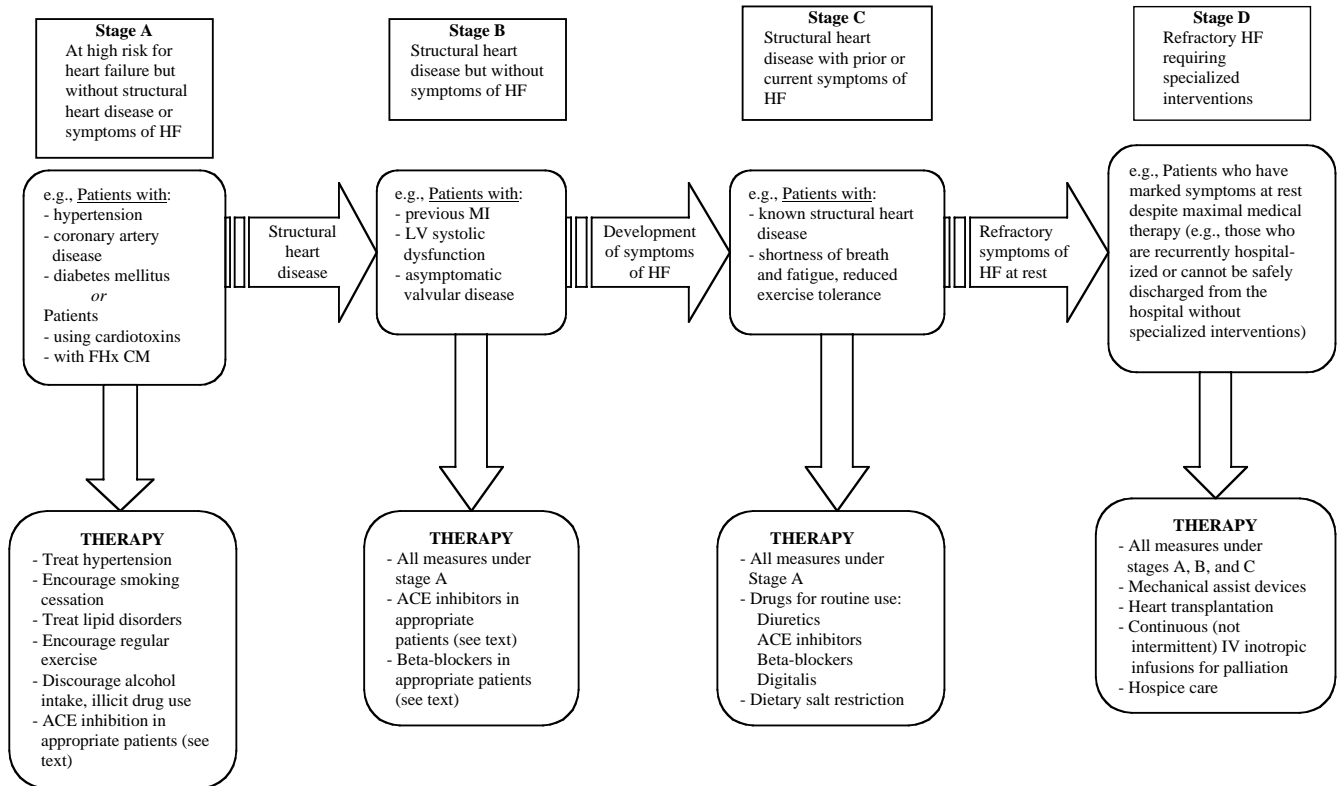 Stage A
At high risk for
heart failure but
without structural
heart disease or
symptoms of HF
Stage B
Structural heart
disease but without
symptoms of HF
Stage C
Structural heart
disease with prior or
current symptoms of
HF
Stage D
Refractory HF
requiring
specialized
interventions
e.g., Patients with:
- hypertension
- coronary artery
disease
- diabetes mellitus
or
Patients
- using cardiotoxins
- with FHx CM
Structural
heart
disease
e.g., Patients with:
- previous MI
- LV systolic
dysfunction
- asymptomatic
valvular disease
Development
of symptoms
of HF
e.g., Patients with:
- known structural heart
disease
- shortness of breath
and fatigue, reduced
exercise tolerance
Refractory
symptoms of
HF at rest
e.g., Patients who have
marked symptoms at rest
despite maximal medical
therapy (e.g., those who
are recurrently hospital-
ized or cannot be safely
discharged from the
hospital without
specialized interventions)
THERAPY
- Treat hypertension
- Encourage smoking
cessation
- Treat lipid disorders
- Encourage regular
exercise
- Discourage alcohol
intake, illicit drug use
- ACE inhibition in
appropriate patients (see
text)
THERAPY
- All measures under
stage A
- ACE inhibitors in
appropriate
patients (see text)
- Beta-blockers in
appropriate patients
(see text)
THERAPY
- All measures under
Stage A
- Drugs for routine use:
Diuretics
ACE inhibitors
Beta-blockers
Digitalis
- Dietary salt restriction
THERAPY
- All measures under
stages A, B, and C
- Mechanical assist devices
- Heart transplantation
- Continuous (not
intermittent) IV inotropic
infusions for palliation
- Hospice care